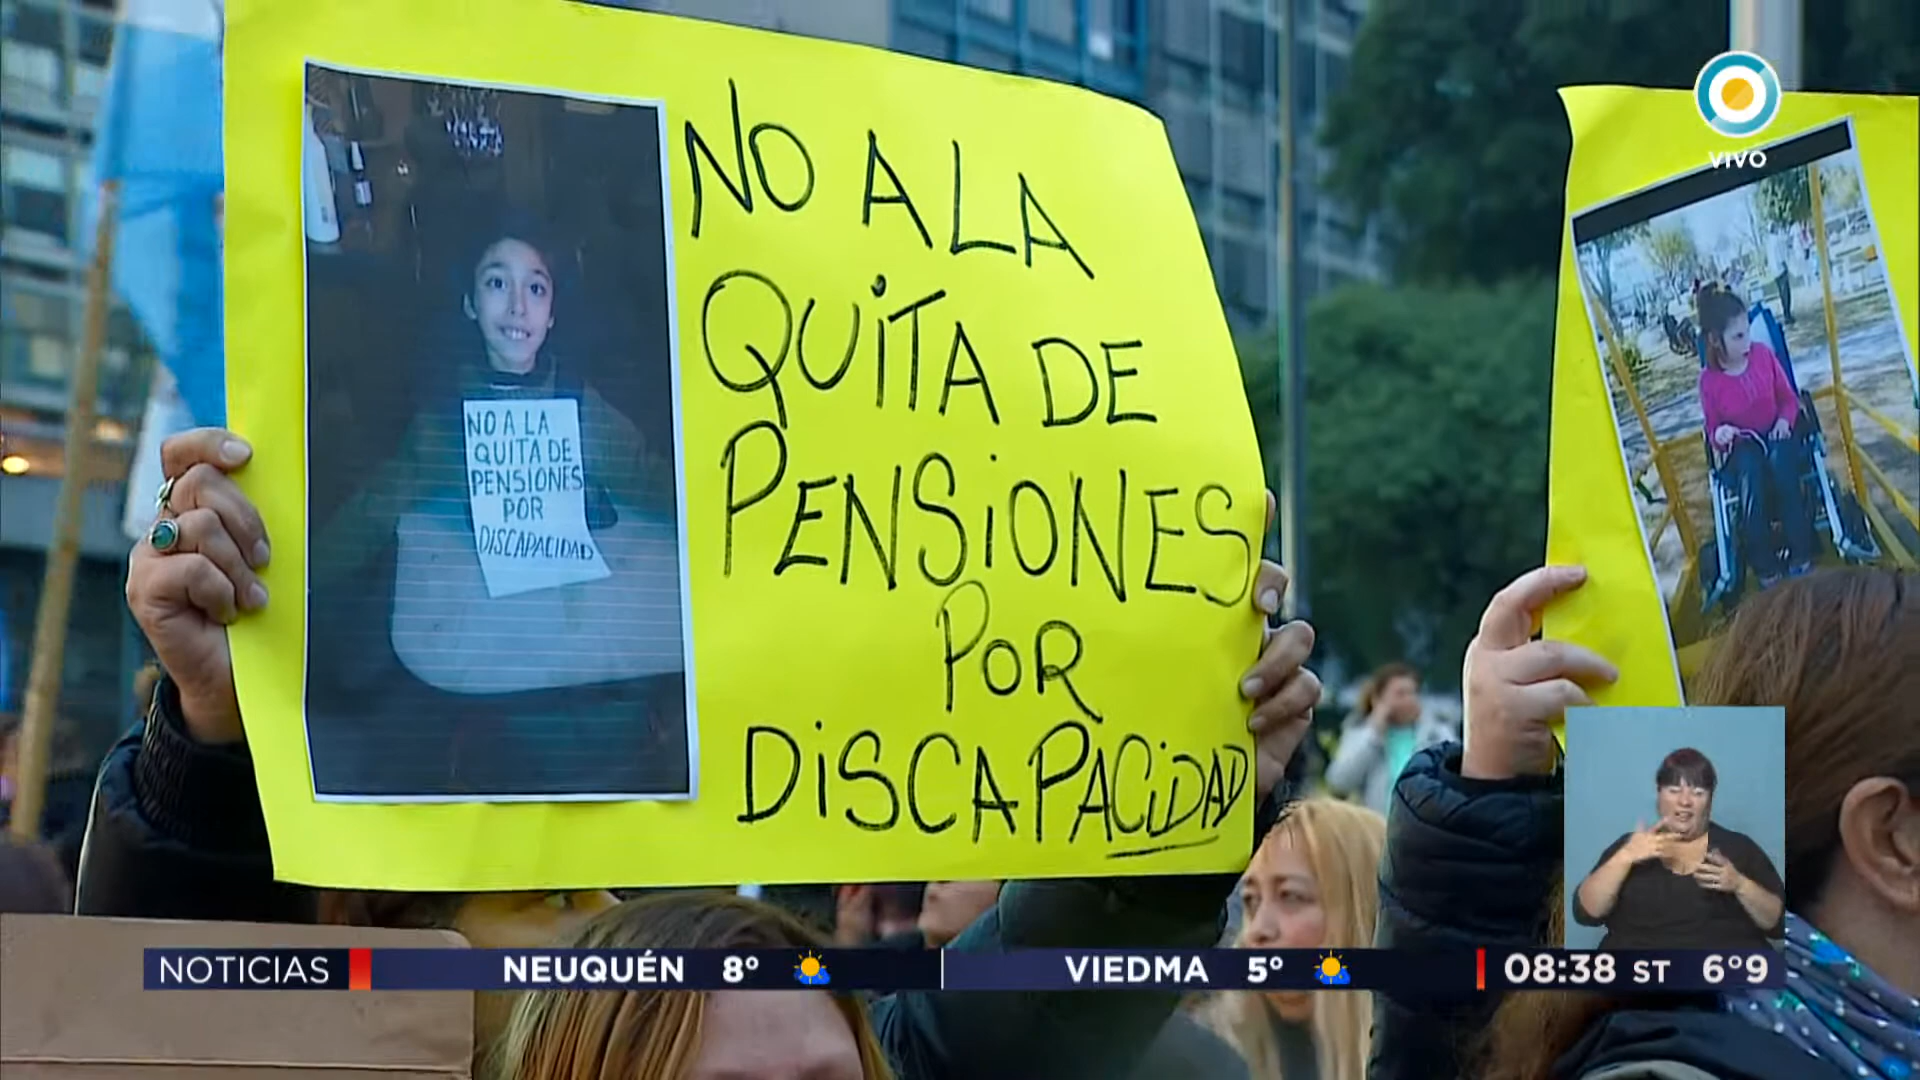 VIVO
NO A LA
QUITA DE
PENSIONES
POR
DISCAPACIDAD
NO A LA
QUITA DE
PENSIONES
POR
DISCAPACIDAD
NOTICIAS NEUQUÉN 8° VIEDMA 5° 08:38 ST 6°9